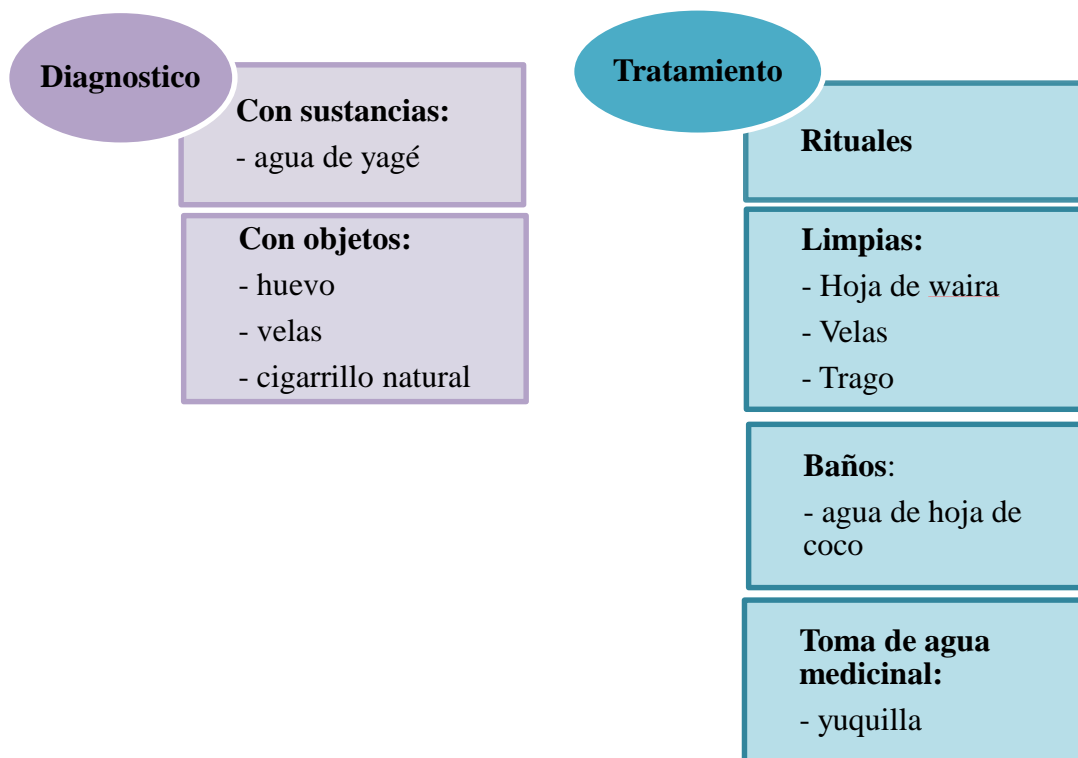 Diagnostico
Con sustancias:
- agua de yagé
Con objetos:
- huevo
- velas
- cigarrillo natural
Tratamiento
Rituales
Limpias:
- Hoja de waira
- Velas
- Trago
Baños:
- agua de hoja de
coco
Toma de agua
medicinal:
- yuquilla